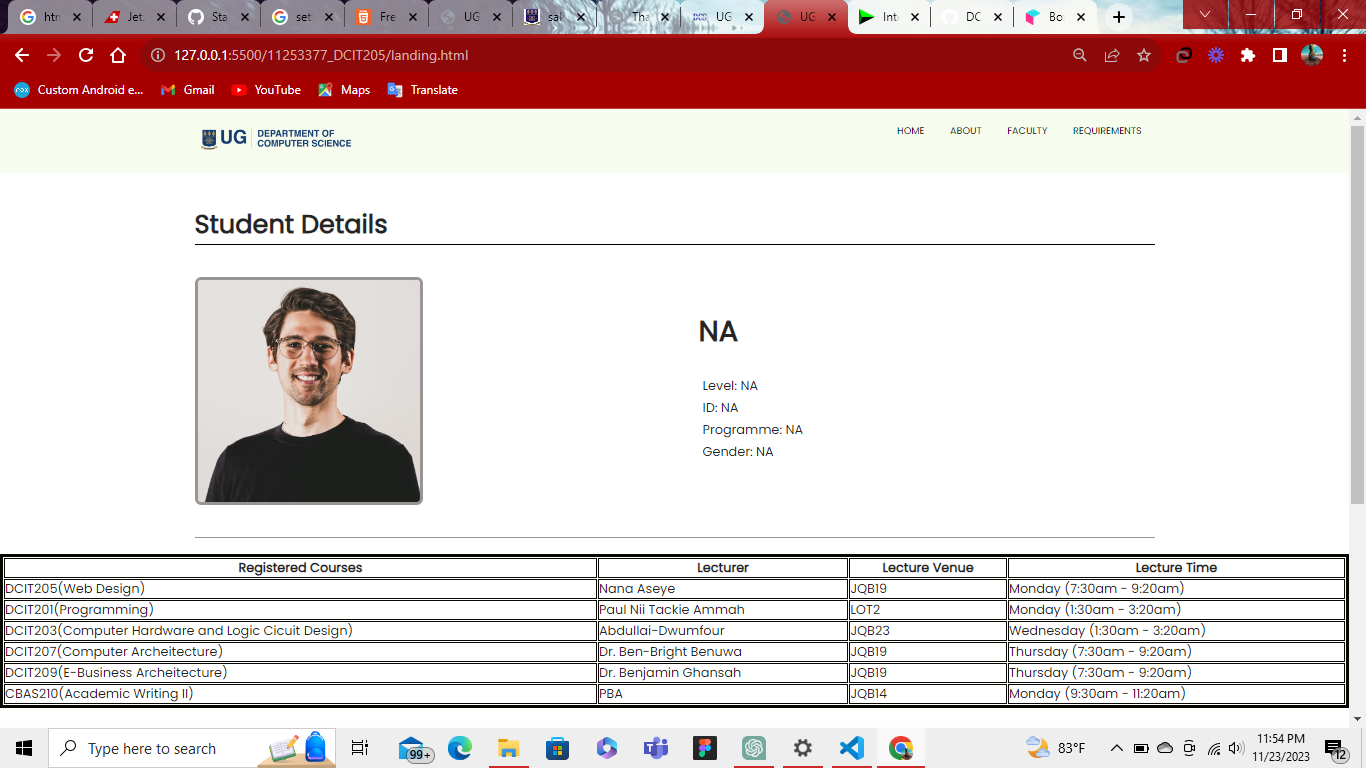 htn
Jet
Sta
set
Fre
UG
sal
Tha
UG
UG
Int
DC
Bo
127.0.0.1:5500/11253377_DCIT205/landing.html
Custom Android e... Gmail YouTube Maps Translate
UG DEPARTMENT OF
COMPUTER SCIENCE
HOME ABOUT FACULTY REQUIREMENTS
Student Details
NA
Level: NA
ID: NA
Programme: NA
Gender: NA
Registered Courses Lecturer Lecture Venue Lecture Time
DCIT205(Web Design) Nana Aseye JQB19 Monday (7:30am - 9:20am)
DCIT201(Programming) Paul Nii Tackie Ammah LOT2 Monday (1:30am - 3:20am)
DCIT203(Computer Hardware and Logic Cicuit Design) Abdullai-Dwumfour JQB23 Wednesday (1:30am - 3:20am)
DCIT207(Computer Archeitecture) Dr. Ben-Bright Benuwa JQB19 Thursday (7:30am - 9:20am)
DCIT209(E-Business Archeitecture) Dr. Benjamin Ghansah JQB19 Thursday (7:30am - 9:20am)
CBAS210(Academic Writing II) PBA JQB14 Monday (9:30am - 11:20am)
Type here to search 99+ 83°F 11:54 PM
11/23/2023 12